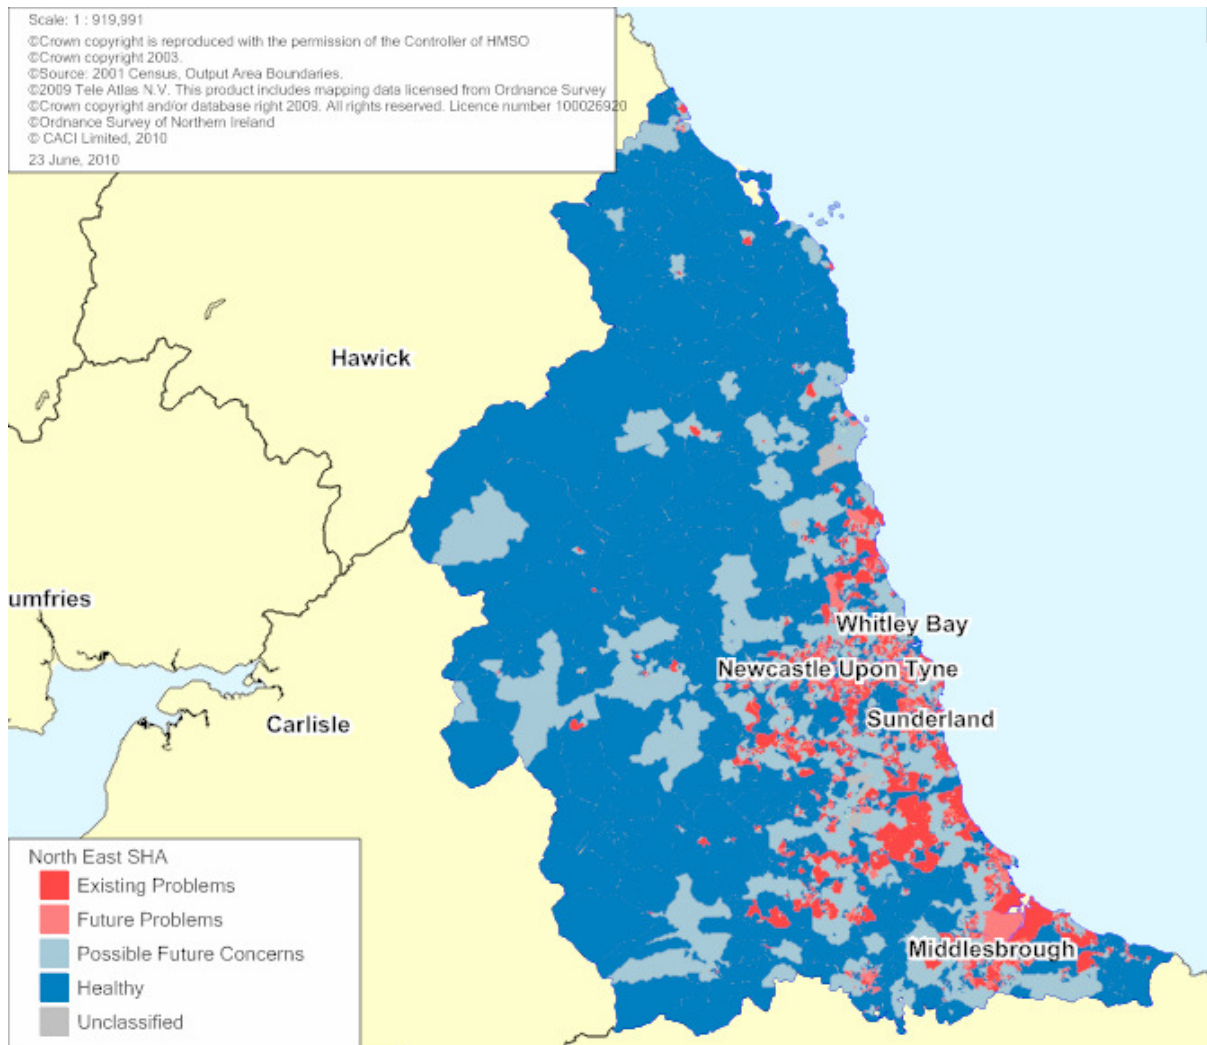 Scale: 1 : 919,991
©Crown copyright is reproduced with the permission of the Controller of HMSO
©Crown copyright 2003.
©Source: 2001 Census, Output Area Boundaries.
©2009 Tele Atlas N.V. This product includes mapping data licensed from Ordnance Survey
©Crown copyright and/or database right 2009. All rights reserved. Licence number 100026920
©Ordnance Survey of Northern Ireland
© CACI Limited, 2010
23 June, 2010
Hawick
umfries
Whitley Bay
Newcastle Upon Tyne
Sunderland
Carlisle
Middlesbrough
North East SHA
Existing Problems
Future Problems
Possible Future Concerns
Healthy
Unclassified